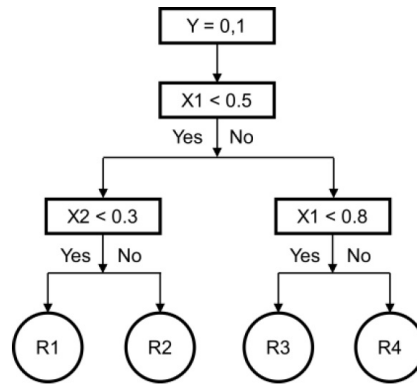 Y = 0,1
X1 < 0.5
Yes No
X2 < 0.3 X1 < 0.8
Yes No Yes No
R1 R2 R3 R4